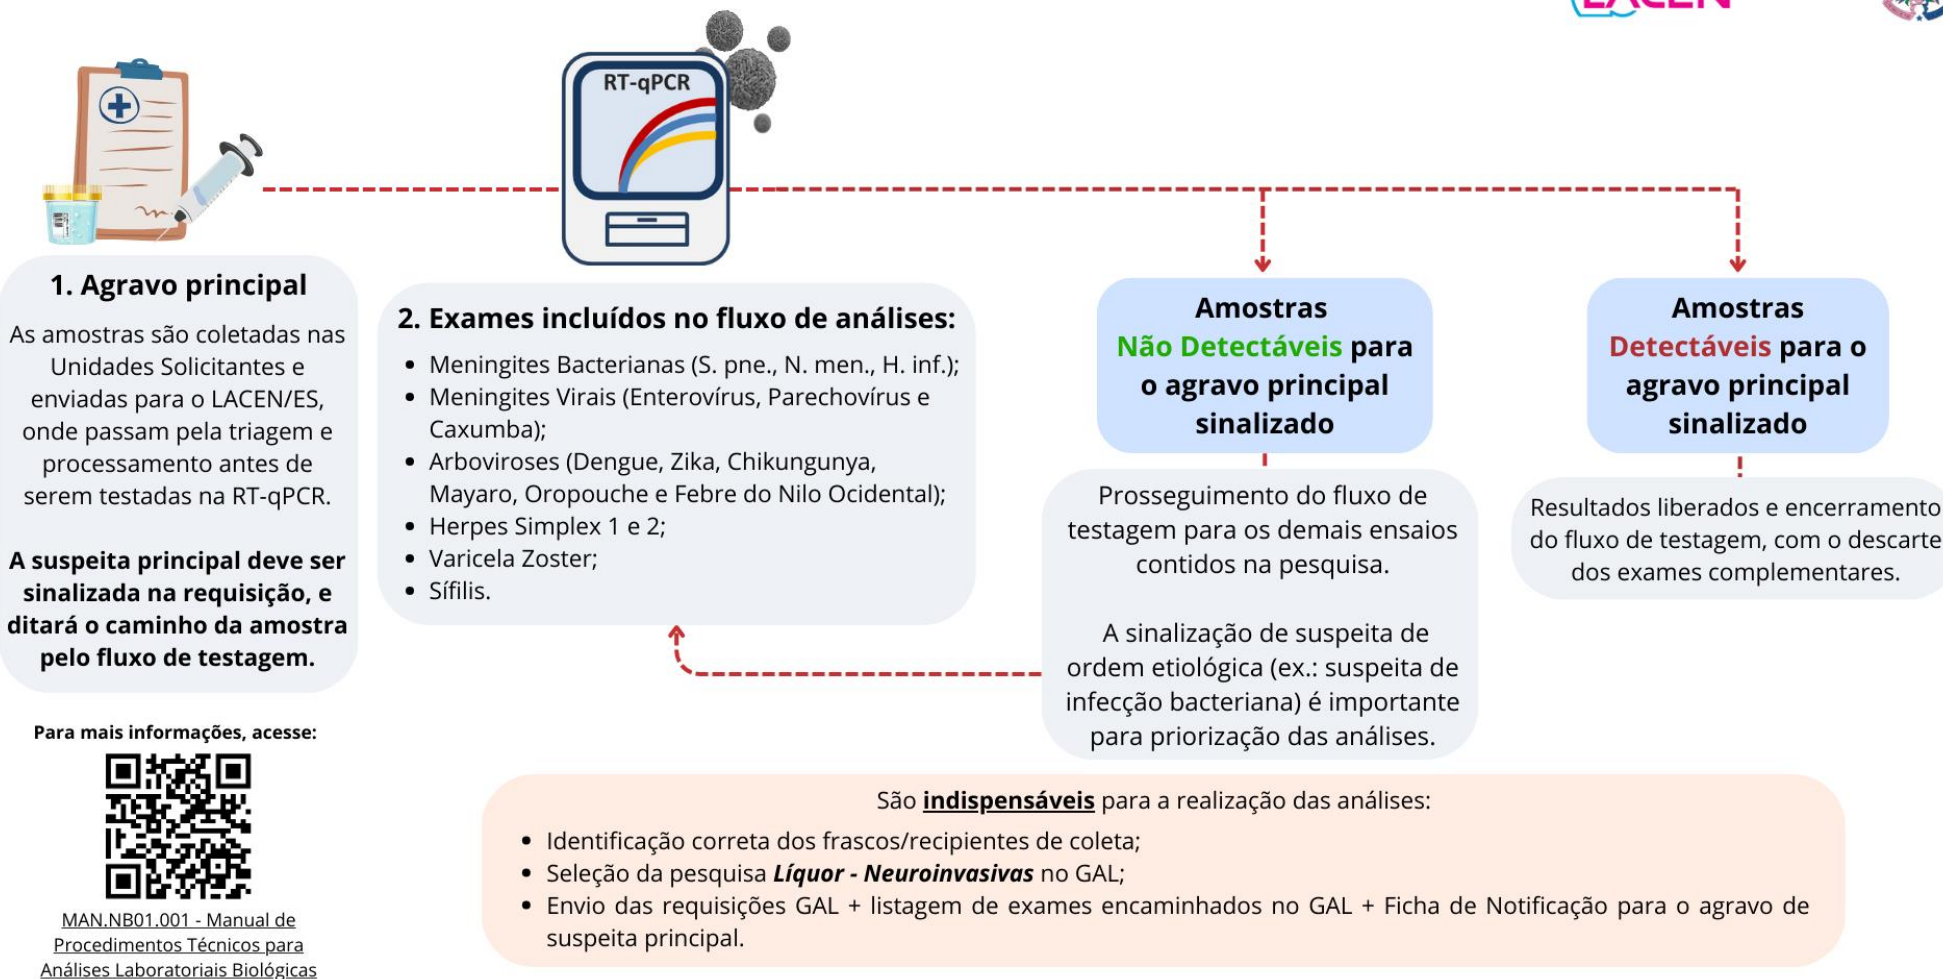 LACEN
RT-qPCR
1. Agravo principal
As amostras são coletadas nas
Unidades Solicitantes e
enviadas para o LACEN/ES,
onde passam pela triagem e
processamento antes de
serem testadas na RT-qPCR.
A suspeita principal deve ser
sinalizada na requisição, e
ditará o caminho da amostra
pelo fluxo de testagem.
2. Exames incluídos no fluxo de análises:
• Meningites Bacterianas (S. pne., N. men., H. inf.);
• Meningites Virais (Enterovírus, Parechovírus e
Caxumba);
• Arboviroses (Dengue, Zika, Chikungunya,
Mayaro, Oropouche e Febre do Nilo Ocidental);
• Herpes Simplex 1 e 2;
• Varicela Zoster;
• Sífilis.
Amostras
Não Detectáveis para
o agravo principal
sinalizado
Prosseguimento do fluxo de
testagem para os demais ensaios
contidos na pesquisa.
A sinalização de suspeita de
ordem etiológica (ex.: suspeita de
infecção bacteriana) é importante
para priorização das análises.
Amostras
Detectáveis para o
agravo principal
sinalizado
Resultados liberados e encerramento
do fluxo de testagem, com o descarte
dos exames complementares.
Para mais informações, acesse:
MAN.NB01.001 - Manual de
Procedimentos Técnicos para
Análises Laboratoriais Biológicas
São indispensáveis para a realização das análises:
• Identificação correta dos frascos/recipientes de coleta;
• Seleção da pesquisa Líquor - Neuroinvasivas no GAL;
• Envio das requisições GAL + listagem de exames encaminhados no GAL + Ficha de Notificação para o agravo de
suspeita principal.